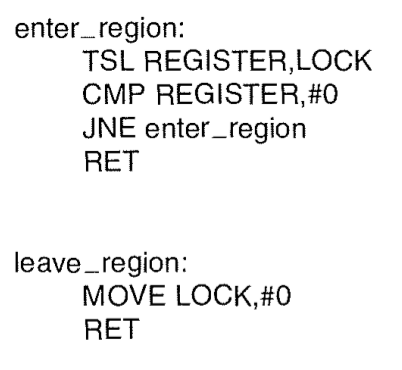 enter_region:
TSL REGISTER,LOCK
CMP REGISTER,#0
JNE enter_region
RET
leave_region:
MOVE LOCK,#0
RET